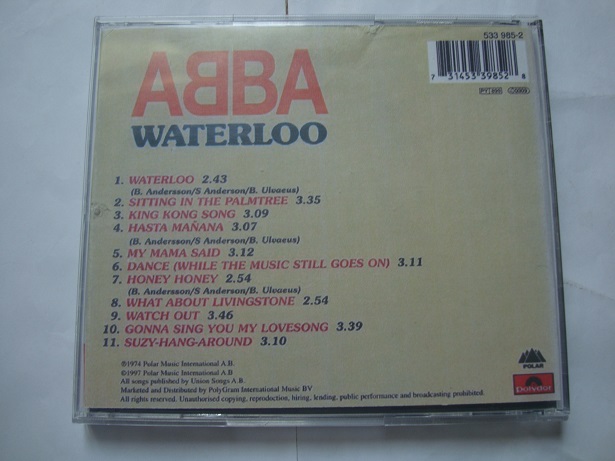 533 985-2
7 31453 39852 8
ABBA
WATERLOO
1. WATERLOO 2.43
(B. Andersson/S Anderson/B. Ulvaeus)
2. SITTING IN THE PALMTREE 3.35
3. KING KONG SONG 3.09
4. HASTA MAÑANA 3.07
(B. Andersson/S Anderson/B. Ulvaeus)
5. MY MAMA SAID 3.12
6. DANCE (WHILE THE MUSIC STILL GOES ON) 3.11
7. HONEY HONEY 2.54
(B. Andersson/S Anderson/B. Ulvaeus)
8. WHAT ABOUT LIVINGSTONE 2.54
9. WATCH OUT 3.46
10. GONNA SING YOU MY LOVESONG 3.39
11. SUZY-HANG-AROUND 3.10
℗1974 Polar Music International A.B.
©1997 Polar Music International A.B
All songs published by Union Songs A.B.
Marketed and Distributed by PolyGram International Music BV
All rights reserved. Unauthorised copying, reproduction, hiring, lending, public performance and broadcasting prohibited.
POLAR
Polydor